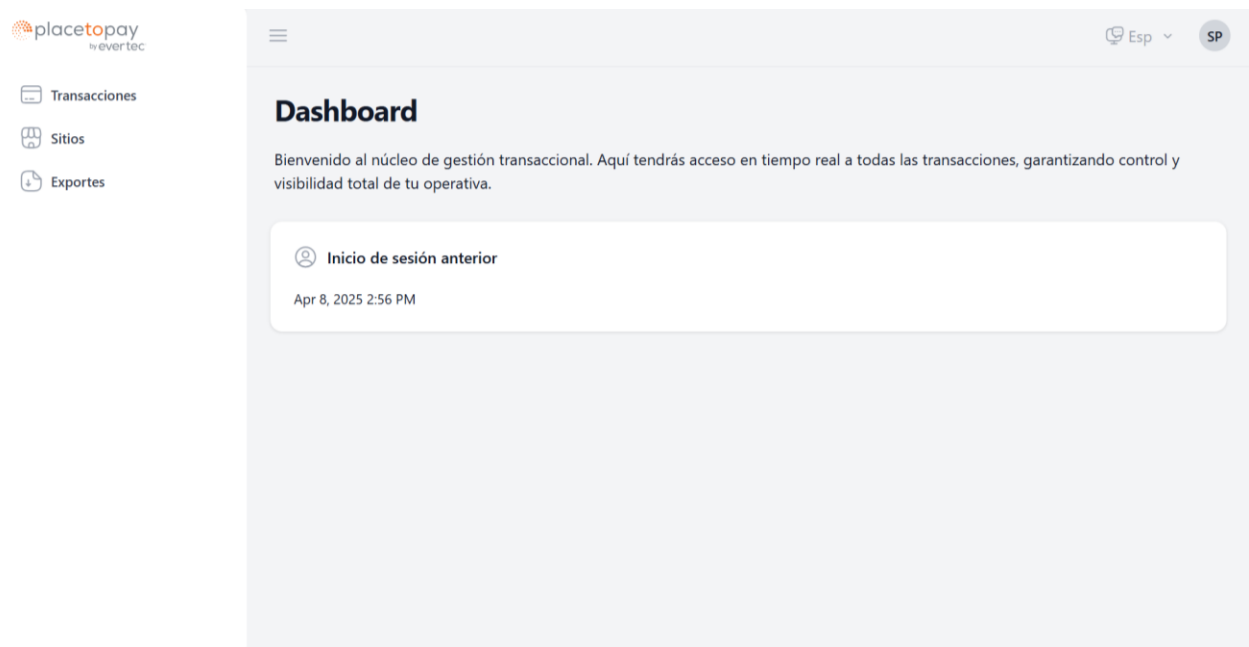 placetopay
by evertec
Esp
SP
Transacciones
Sitios
Exportes
Dashboard
Bienvenido al núcleo de gestión transaccional. Aquí tendrás acceso en tiempo real a todas las transacciones, garantizando control y
visibilidad total de tu operativa.
Inicio de sesión anterior
Apr 8, 2025 2:56 PM